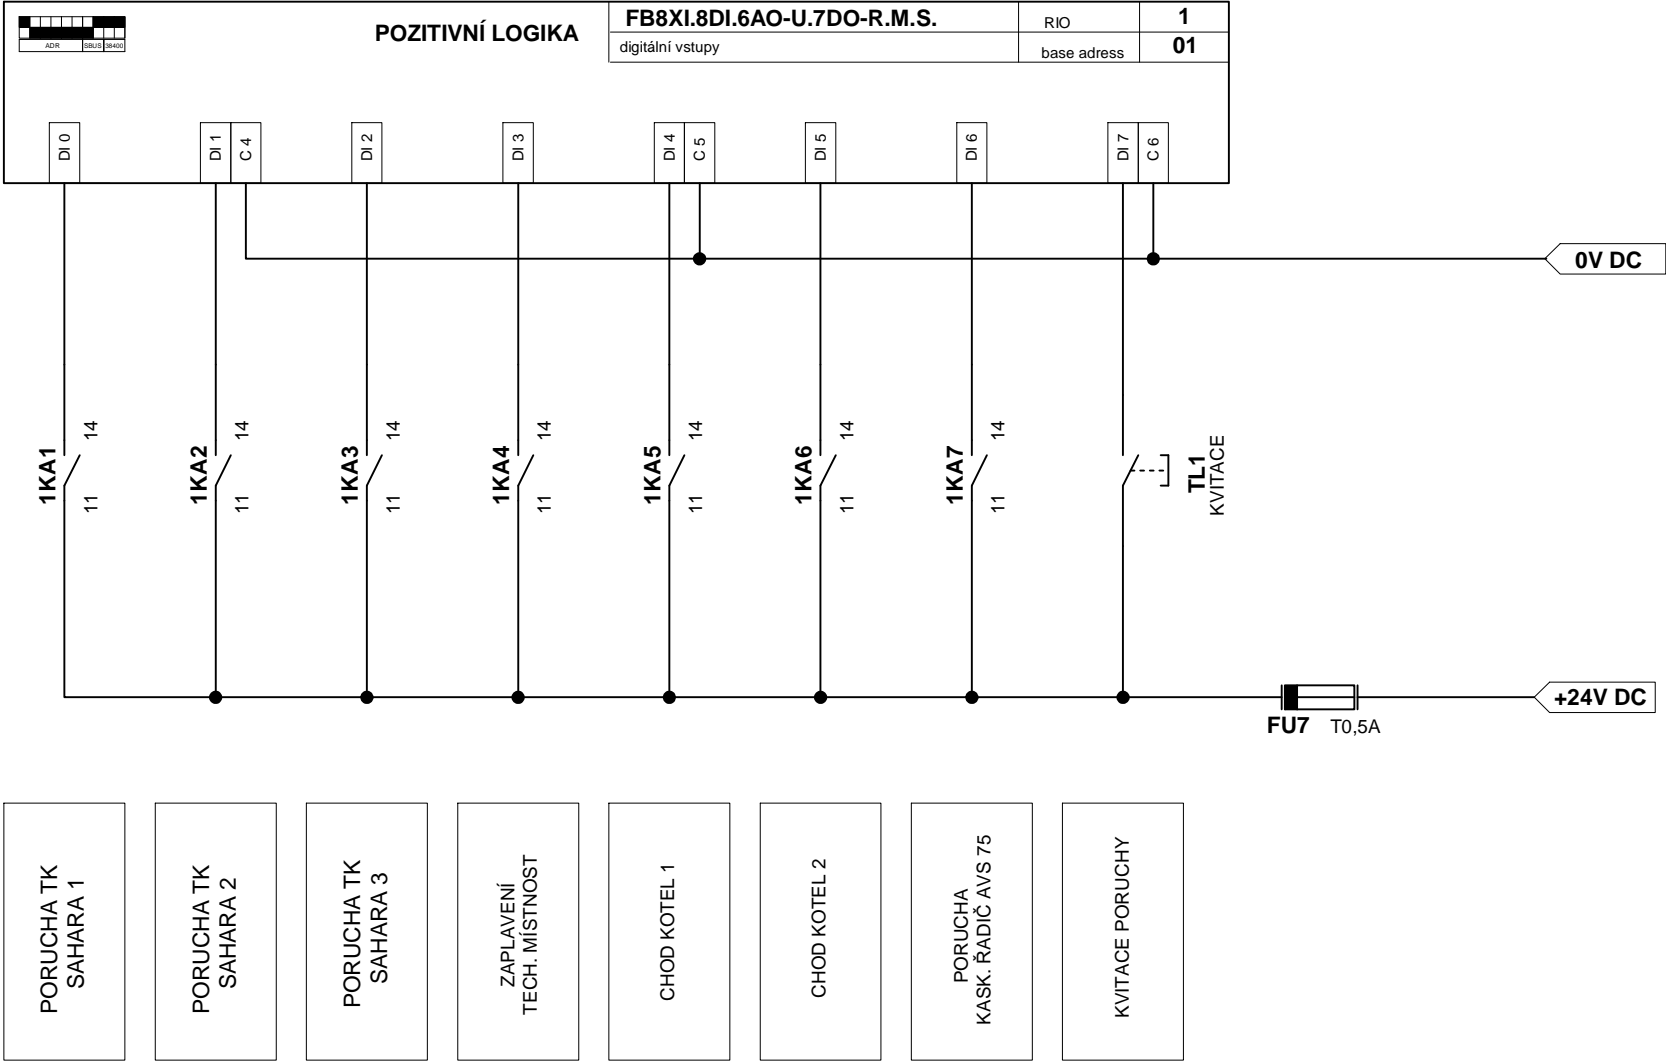 ADR SBUS 38400
POZITIVNÍ LOGIKA
FB8XI.8DI.6AO-U.7DO-R.M.S.
RIO
1
digitální vstupy
base adress
01
DI 0
DI 1
C 4
DI 2
DI 3
DI 4
C 5
DI 5
DI 6
DI 7
C 6
0V DC
1KA1
14
11
1KA2
14
11
1KA3
14
11
1KA4
14
11
1KA5
14
11
1KA6
14
11
1KA7
14
11
TL1
KVITACE
+24V DC
FU7 T0,5A
PORUCHA TK
SAHARA 1
PORUCHA TK
SAHARA 2
PORUCHA TK
SAHARA 3
ZAPLAVENÍ
TECH. MÍSTNOST
CHOD KOTEL 1
CHOD KOTEL 2
PORUCHA
KASK. ŘADIČ AVS 75
KVITACE PORUCHY